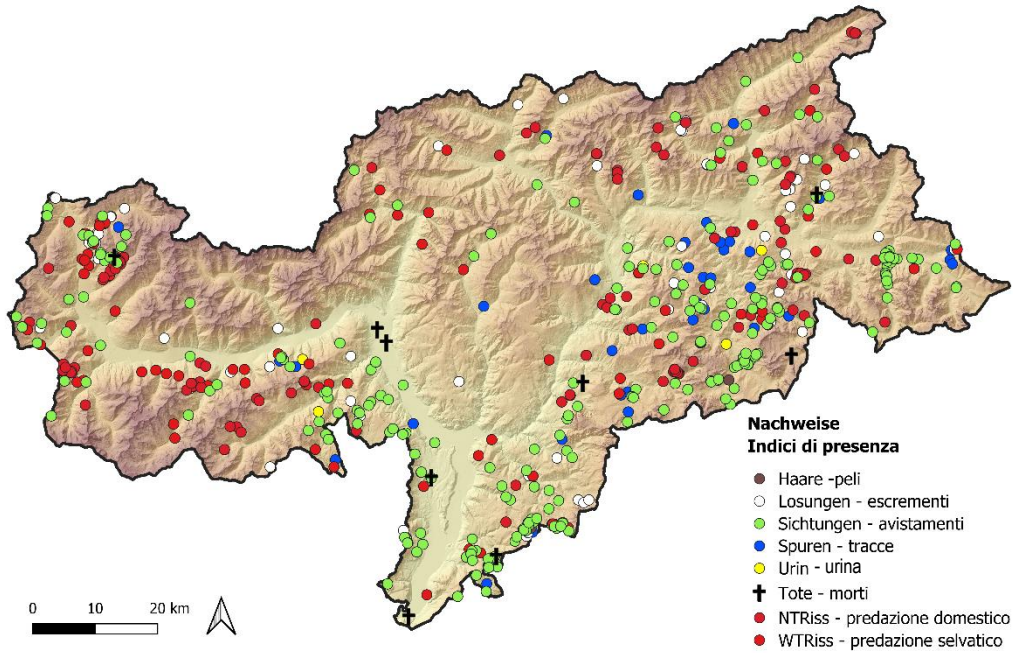 Nachweise
Indici di presenza
Haare -peli
Losungen - escrementi
Sichtungen - avistamenti
Spuren - tracce
Urin - urina
Tote - morti
NTRiss - predazione domestico
WTRiss - predazione selvatico
0 10 20 km